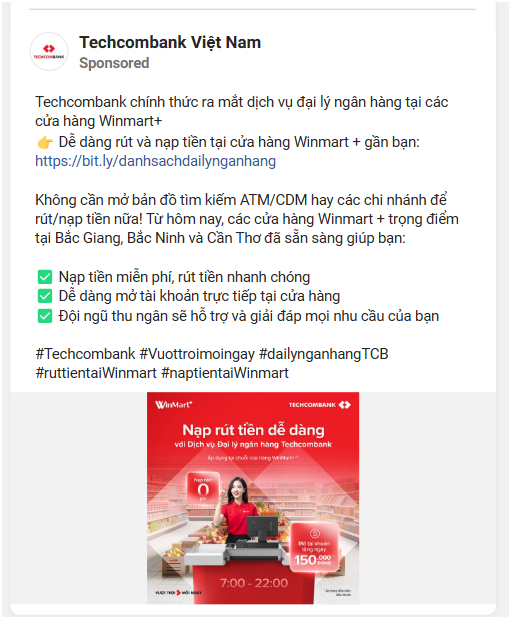 Techcombank Việt Nam
Sponsored
Techcombank chính thức ra mắt dịch vụ đại lý ngân hàng tại các
cửa hàng Winmart+
👉 Dễ dàng rút và nạp tiền tại cửa hàng Winmart + gần bạn:
https://bit.ly/danhsachdailynganhang
Không cần mở bản đồ tìm kiếm ATM/CDM hay các chi nhánh để
rút/nạp tiền nữa! Từ hôm nay, các cửa hàng Winmart + trọng điểm
tại Bắc Giang, Bắc Ninh và Cần Thơ đã sẵn sàng giúp bạn:
✅ Nạp tiền miễn phí, rút tiền nhanh chóng
✅ Dễ dàng mở tài khoản trực tiếp tại cửa hàng
✅ Đội ngũ thu ngân sẽ hỗ trợ và giải đáp mọi nhu cầu của bạn
#Techcombank #Vuottroimoingay #dailynganhangTCB
#ruttientaiWinmart #naptientaiWinmart
WinMart+
TECHCOMBANK
Nạp rút tiền dễ dàng
với Dịch vụ Đại lý ngân hàng Techcombank
Áp dụng tại chuỗi cửa hàng WinMart+
Nạp tiền
0
Mở tài khoản
tặng ngay
150.000
ĐỒNG
7:00 - 22:00
VƯỢT TRỘI MỖI NGÀY